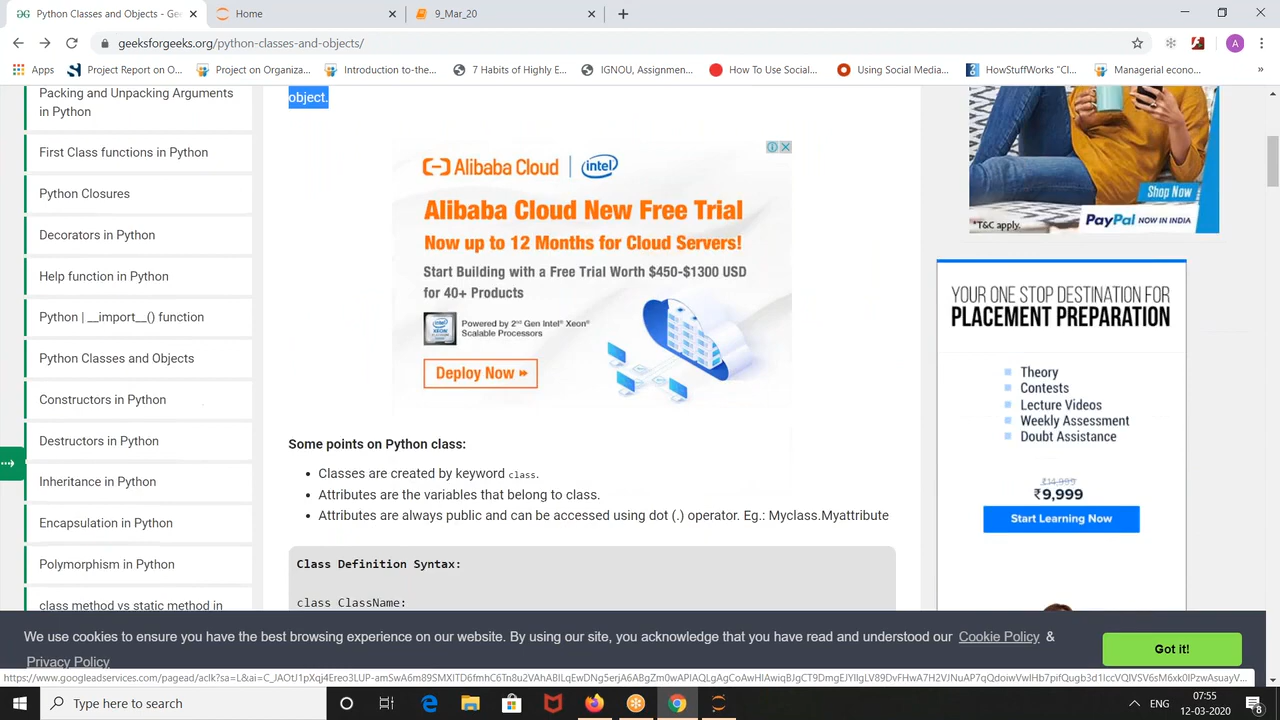 Python Classes and Objects - Ge
Home
9_Mar_20
geeksforgeeks.org/python-classes-and-objects/
A
Apps
Project Report on O...
Project on Organiza...
Introduction to-the...
7 Habits of Highly E...
IGNOU, Assignmen...
How To Use Social...
Using Social Media...
HowStuffWorks "Cl...
Managerial econo...
»
Packing and Unpacking Arguments
in Python
First Class functions in Python
Python Closures
Decorators in Python
Help function in Python
Python | __import__() function
Python Classes and Objects
Constructors in Python
Destructors in Python
Inheritance in Python
Encapsulation in Python
Polymorphism in Python
class method vs static method in
object.
Alibaba Cloud | intel
Alibaba Cloud New Free Trial
Now up to 12 Months for Cloud Servers!
Start Building with a Free Trial Worth $450-$1300 USD
for 40+ Products
Powered by 2nd Gen Intel® Xeon®
Scalable Processors
Deploy Now »
Some points on Python class:
Classes are created by keyword class.
Attributes are the variables that belong to class.
Attributes are always public and can be accessed using dot (.) operator. Eg.: Myclass.Myattribute
Class Definition Syntax:
class ClassName:
Shop Now
*T&C apply.
PayPal NOW IN INDIA
YOUR ONE STOP DESTINATION FOR
PLACEMENT PREPARATION
Theory
Contests
Lecture Videos
Weekly Assessment
Doubt Assistance
₹14,999
₹9,999
Start Learning Now
We use cookies to ensure you have the best browsing experience on our website. By using our site, you acknowledge that you have read and understood our Cookie Policy &
Privacy Policy
Got it!
Type here to search
ENG
07:55
12-03-2020
8